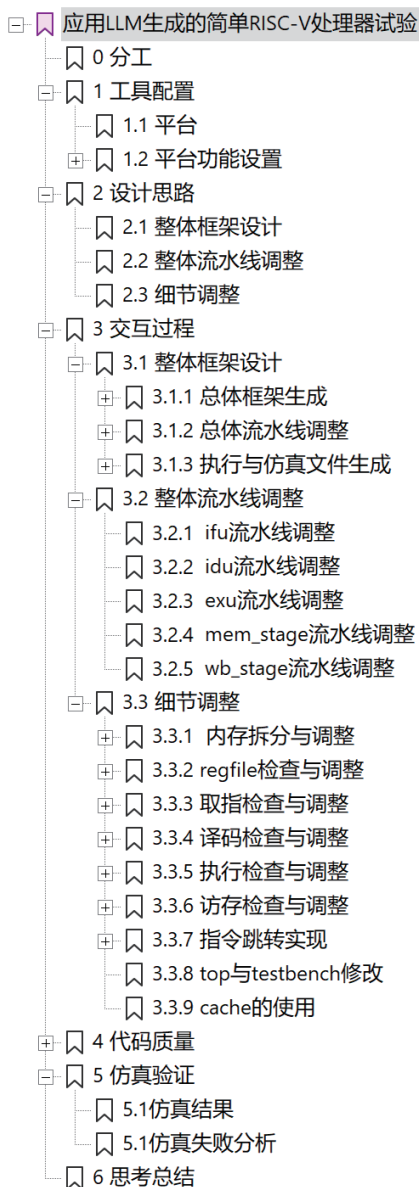 应用LLM生成的简单RISC-V处理器试验
0 分工
1 工具配置
1.1 平台
1.2 平台功能设置
2 设计思路
2.1 整体框架设计
2.2 整体流水线调整
2.3 细节调整
3 交互过程
3.1 整体框架设计
3.1.1 总体框架生成
3.1.2 总体流水线调整
3.1.3 执行与仿真文件生成
3.2 整体流水线调整
3.2.1 ifu流水线调整
3.2.2 idu流水线调整
3.2.3 exu流水线调整
3.2.4 mem_stage流水线调整
3.2.5 wb_stage流水线调整
3.3 细节调整
3.3.1 内存拆分与调整
3.3.2 regfile检查与调整
3.3.3 取指检查与调整
3.3.4 译码检查与调整
3.3.5 执行检查与调整
3.3.6 访存检查与调整
3.3.7 指令跳转实现
3.3.8 top与testbench修改
3.3.9 cache的使用
4 代码质量
5 仿真验证
5.1仿真结果
5.1仿真失败分析
6 思考总结